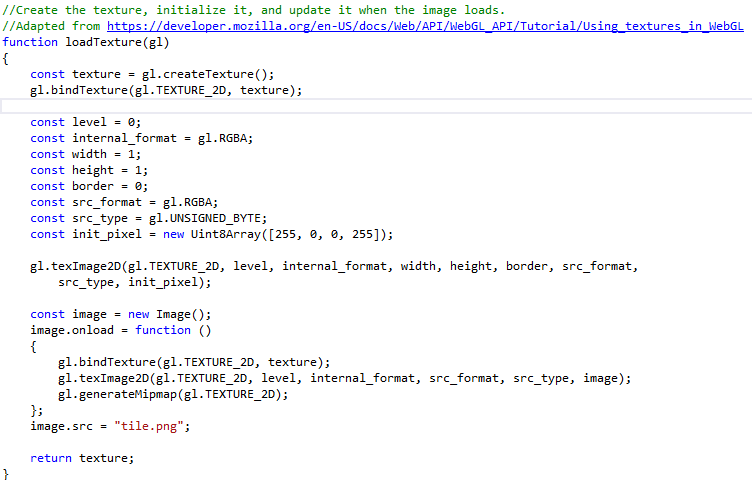 //Create the texture, initialize it, and update it when the image loads.
//Adapted from https://developer.mozilla.org/en-US/docs/Web/API/WebGL_API/Tutorial/Using_textures_in_WebGL
function loadTexture(gl)
{
    const texture = gl.createTexture();
    gl.bindTexture(gl.TEXTURE_2D, texture);

    const level = 0;
    const internal_format = gl.RGBA;
    const width = 1;
    const height = 1;
    const border = 0;
    const src_format = gl.RGBA;
    const src_type = gl.UNSIGNED_BYTE;
    const init_pixel = new Uint8Array([255, 0, 0, 255]);

    gl.texImage2D(gl.TEXTURE_2D, level, internal_format, width, height, border, src_format,
        src_type, init_pixel);

    const image = new Image();
    image.onload = function ()
    {
        gl.bindTexture(gl.TEXTURE_2D, texture);
        gl.texImage2D(gl.TEXTURE_2D, level, internal_format, src_format, src_type, image);
        gl.generateMipmap(gl.TEXTURE_2D);
    };
    image.src = "tile.png";

    return texture;
}